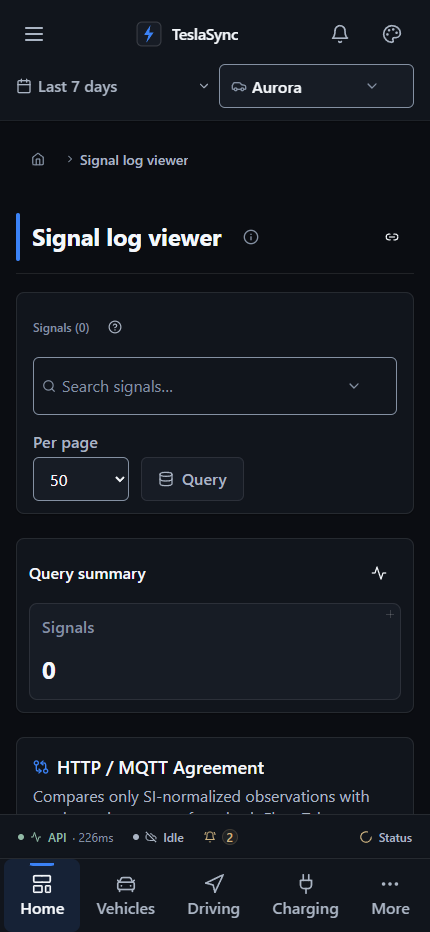 TeslaSync
Last 7 days
Aurora
Signal log viewer
Signal log viewer
Signals (0)
Search signals...
Per page
50
Query
Query summary
Signals
0
HTTP / MQTT Agreement
Compares only SI-normalized observations with
API · 226ms
Idle
2
Status
Home
Vehicles
Driving
Charging
More